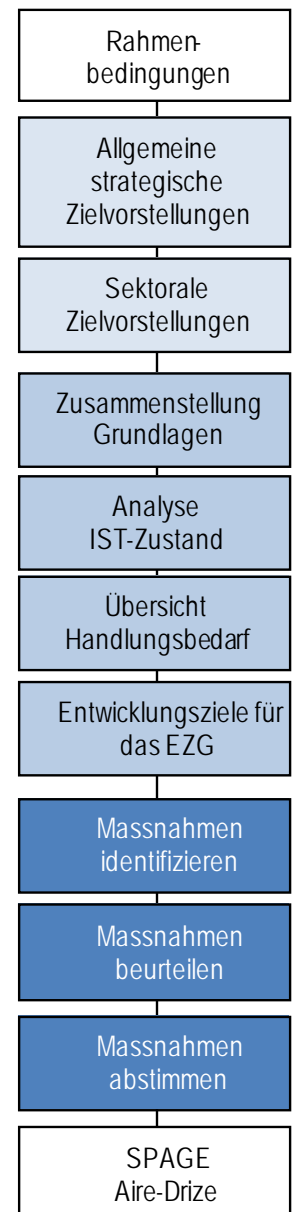 Rahmen-
bedingungen
Allgemeine
strategische
Zielvorstellungen
Sektorale
Zielvorstellungen
Zusammenstellung
Grundlagen
Analyse
IST-Zustand
Übersicht
Handlungsbedarf
Entwicklungsziele für
das EZG
Massnahmen
identifizieren
Massnahmen
beurteilen
Massnahmen
abstimmen
SPAGE
Aire-Drize